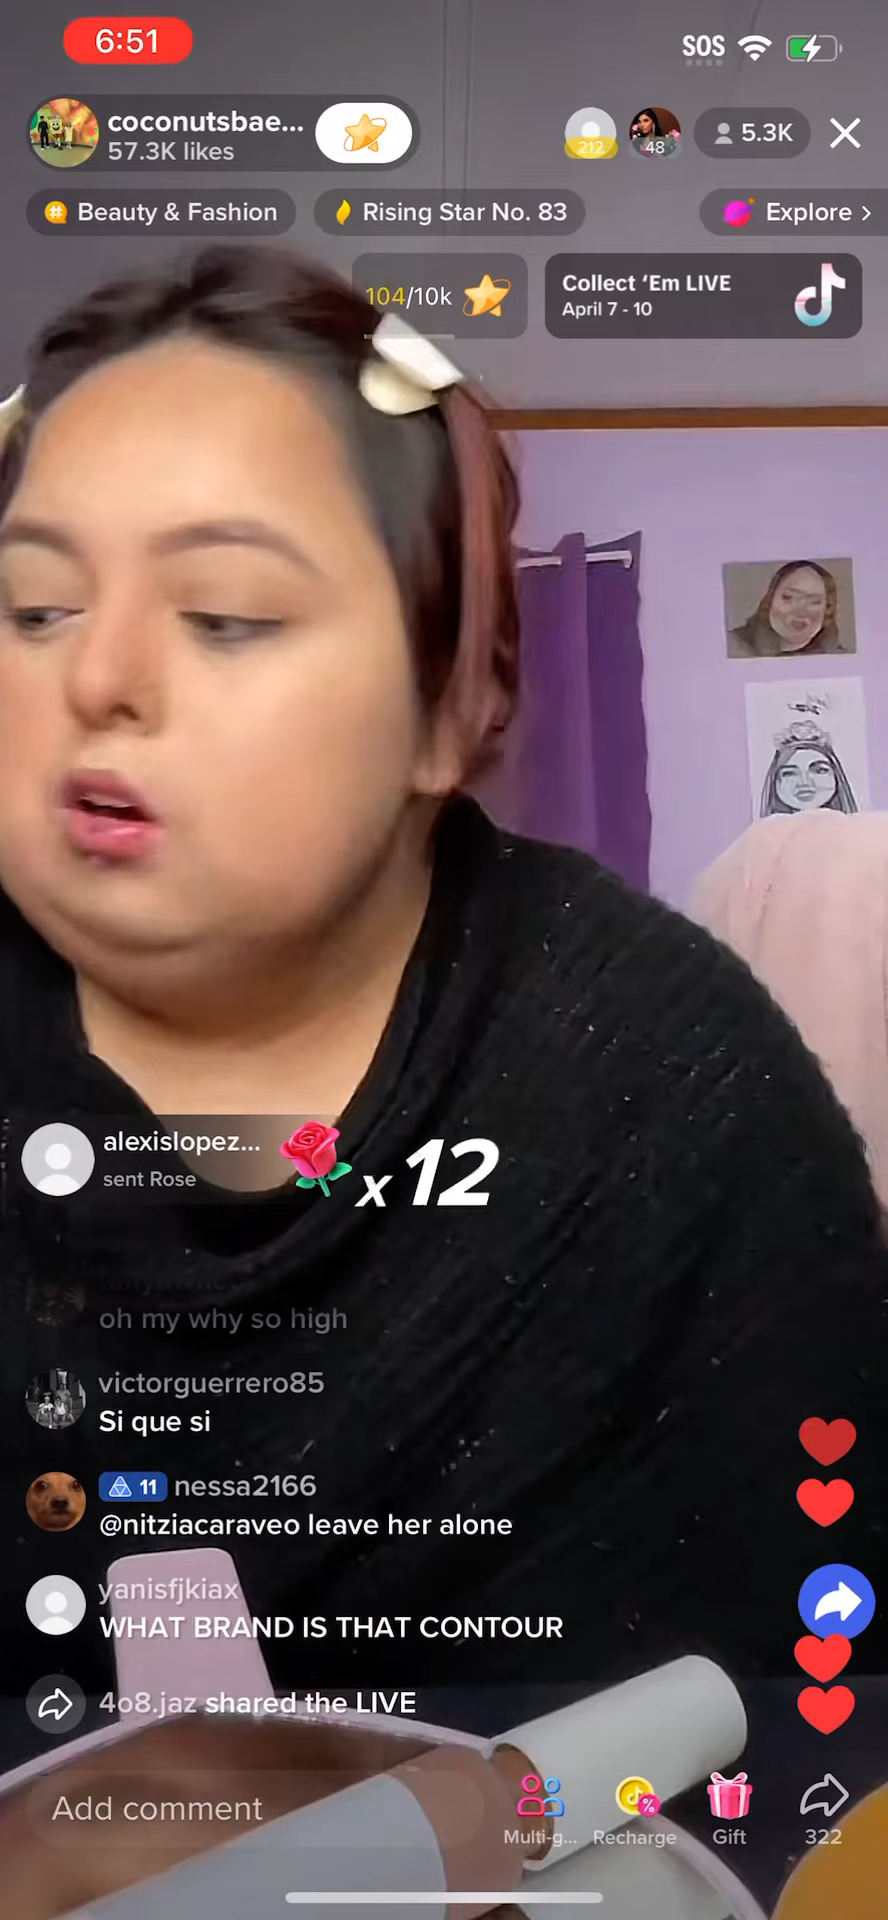 6:51
SOS
coconutsbae...
57.3K likes
212
48
5.3K
Beauty & Fashion
Rising Star No. 83
Explore >
104/10k
Collect ‘Em LIVE
April 7 - 10
alexislopez...
sent Rose
x 12
oh my why so high
victorguerrero85
Si que si
11 nessa2166
@nitziacaraveo leave her alone
yanisfjkiax
WHAT BRAND IS THAT CONTOUR
4o8.jaz shared the LIVE
Add comment
Multi-g...
Recharge
Gift
322